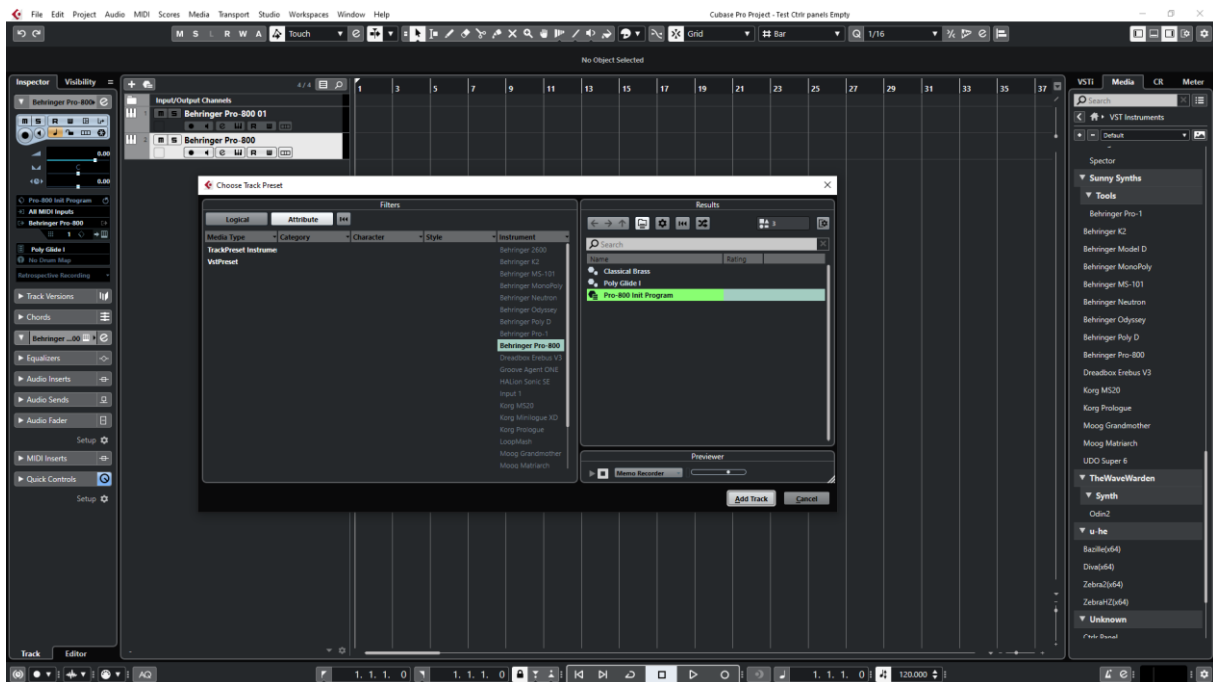 File Edit Project Audio MIDI Scores Media Transport Studio Workspaces Window Help
Cubase Pro Project - Test Ctrlr panels Empty
M S L R W A Touch Grid # Bar Q 1/16
No Object Selected
Inspector Visibility
Behringer Pro-800
0.00
C
0.00
Pro-800 Init Program
All MIDI Inputs
Behringer Pro-800
1
Poly Glide I
No Drum Map
Retrospective Recording
Track Versions
Chords
Behringer ...00
Equalizers
Audio Inserts
Audio Sends
Audio Fader
Setup
MIDI Inserts
Quick Controls
Setup
Track Editor
4/4
Input/Output Channels
1 m S Behringer Pro-800 01
2 m S Behringer Pro-800
1 3 5 7 9 11 13 15 17 19 21 23 25 27 29 31 33 35 37
Choose Track Preset
Filters
Logical Attribute
Media Type Category Character Style Instrument
TrackPreset Instrume
VstPreset
Behringer 2600
Behringer K2
Behringer MS-101
Behringer MonoPoly
Behringer Neutron
Behringer Odyssey
Behringer Poly D
Behringer Pro-1
Behringer Pro-800
Dreadbox Erebus V3
Groove Agent ONE
HALion Sonic SE
Input 1
Korg MS20
Korg Minilogue XD
Korg Prologue
LoopMash
Moog Grandmother
Moog Matriarch
Results
3
Search
Name Rating
Classical Brass
Poly Glide I
Pro-800 Init Program
Previewer
Memo Recorder
Add Track Cancel
VSTi Media CR Meter
Search
VST Instruments
Default
Spector
Sunny Synths
Tools
Behringer Pro-1
Behringer K2
Behringer Model D
Behringer MonoPoly
Behringer MS-101
Behringer Neutron
Behringer Odyssey
Behringer Poly D
Behringer Pro-800
Dreadbox Erebus V3
Korg MS20
Korg Prologue
Moog Grandmother
Moog Matriarch
UDO Super 6
TheWaveWarden
Synth
Odin2
u-he
Bazille(x64)
Diva(x64)
Zebra2(x64)
ZebraHZ(x64)
Unknown
Ctrlr Panel
AQ 1. 1. 1. 0 1. 1. 1. 0 1. 1. 1. 0 120.000